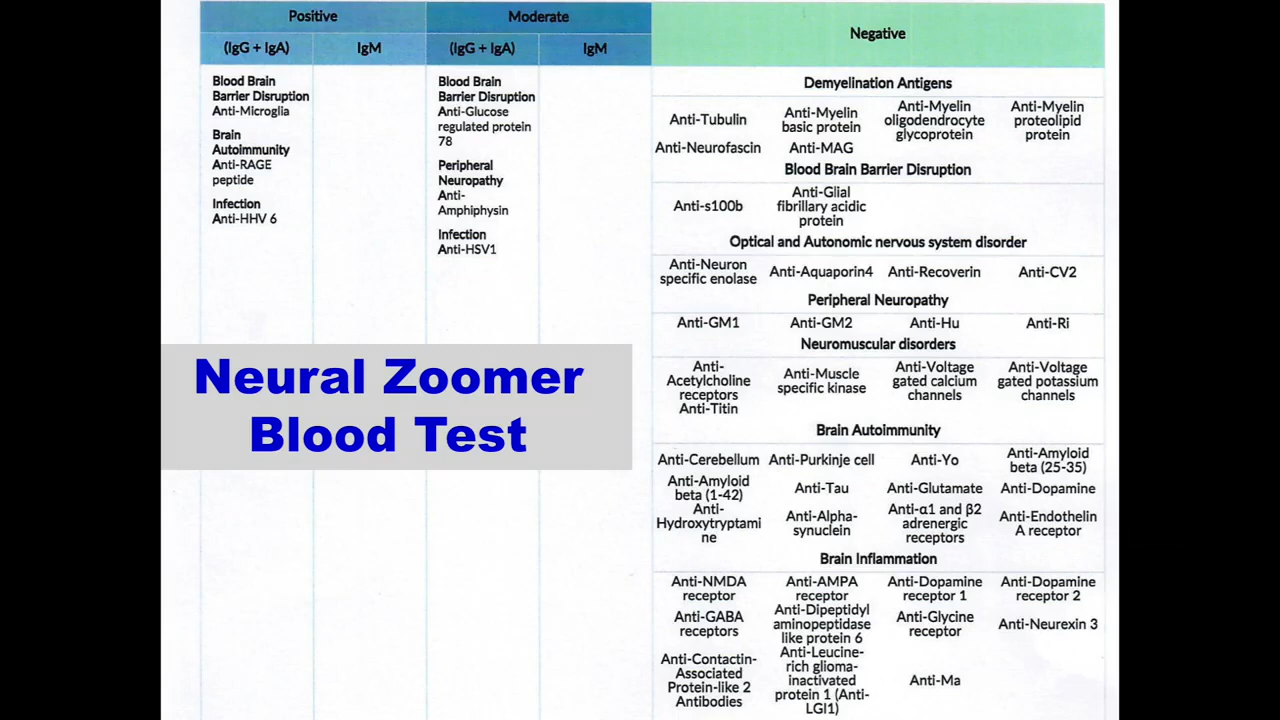 Positive
Moderate
Negative
(IgG + IgA)
IgM
(IgG + IgA)
IgM
Blood Brain
Barrier Disruption
Anti-Microglia
Brain
Autoimmunity
Anti-RAGE
peptide
Infection
Anti-HHV 6
Blood Brain
Barrier Disruption
Anti-Glucose
regulated protein
78
Peripheral
Neuropathy
Anti-
Amphiphysin
Infection
Anti-HSV1
Demyelination Antigens
Anti-Tubulin
Anti-Myelin
basic protein
Anti-Myelin
oligodendrocyte
glycoprotein
Anti-Myelin
proteolipid
protein
Anti-Neurofascin
Anti-MAG
Blood Brain Barrier Disruption
Anti-s100b
Anti-Glial
fibrillary acidic
protein
Optical and Autonomic nervous system disorder
Anti-Neuron
specific enolase
Anti-Aquaporin4
Anti-Recoverin
Anti-CV2
Peripheral Neuropathy
Anti-GM1
Anti-GM2
Anti-Hu
Anti-Ri
Neuromuscular disorders
Anti-
Acetylcholine
receptors
Anti-Muscle
specific kinase
Anti-Voltage
gated calcium
channels
Anti-Voltage
gated potassium
channels
Anti-Titin
Brain Autoimmunity
Anti-Cerebellum
Anti-Purkinje cell
Anti-Yo
Anti-Amyloid
beta (25-35)
Anti-Amyloid
beta (1-42)
Anti-Tau
Anti-Glutamate
Anti-Dopamine
Anti-
Hydroxytryptami
ne
Anti-Alpha-
synuclein
Anti-α1 and β2
adrenergic
receptors
Anti-Endothelin
A receptor
Brain Inflammation
Anti-NMDA
receptor
Anti-AMPA
receptor
Anti-Dopamine
receptor 1
Anti-Dopamine
receptor 2
Anti-GABA
receptors
Anti-Dipeptidyl
aminopeptidase
like protein 6
Anti-Glycine
receptor
Anti-Neurexin 3
Anti-Contactin-
Associated
Protein-like 2
Antibodies
Anti-Leucine-
rich glioma-
inactivated
protein 1 (Anti-
LGI1)
Anti-Ma
Neural Zoomer
Blood Test